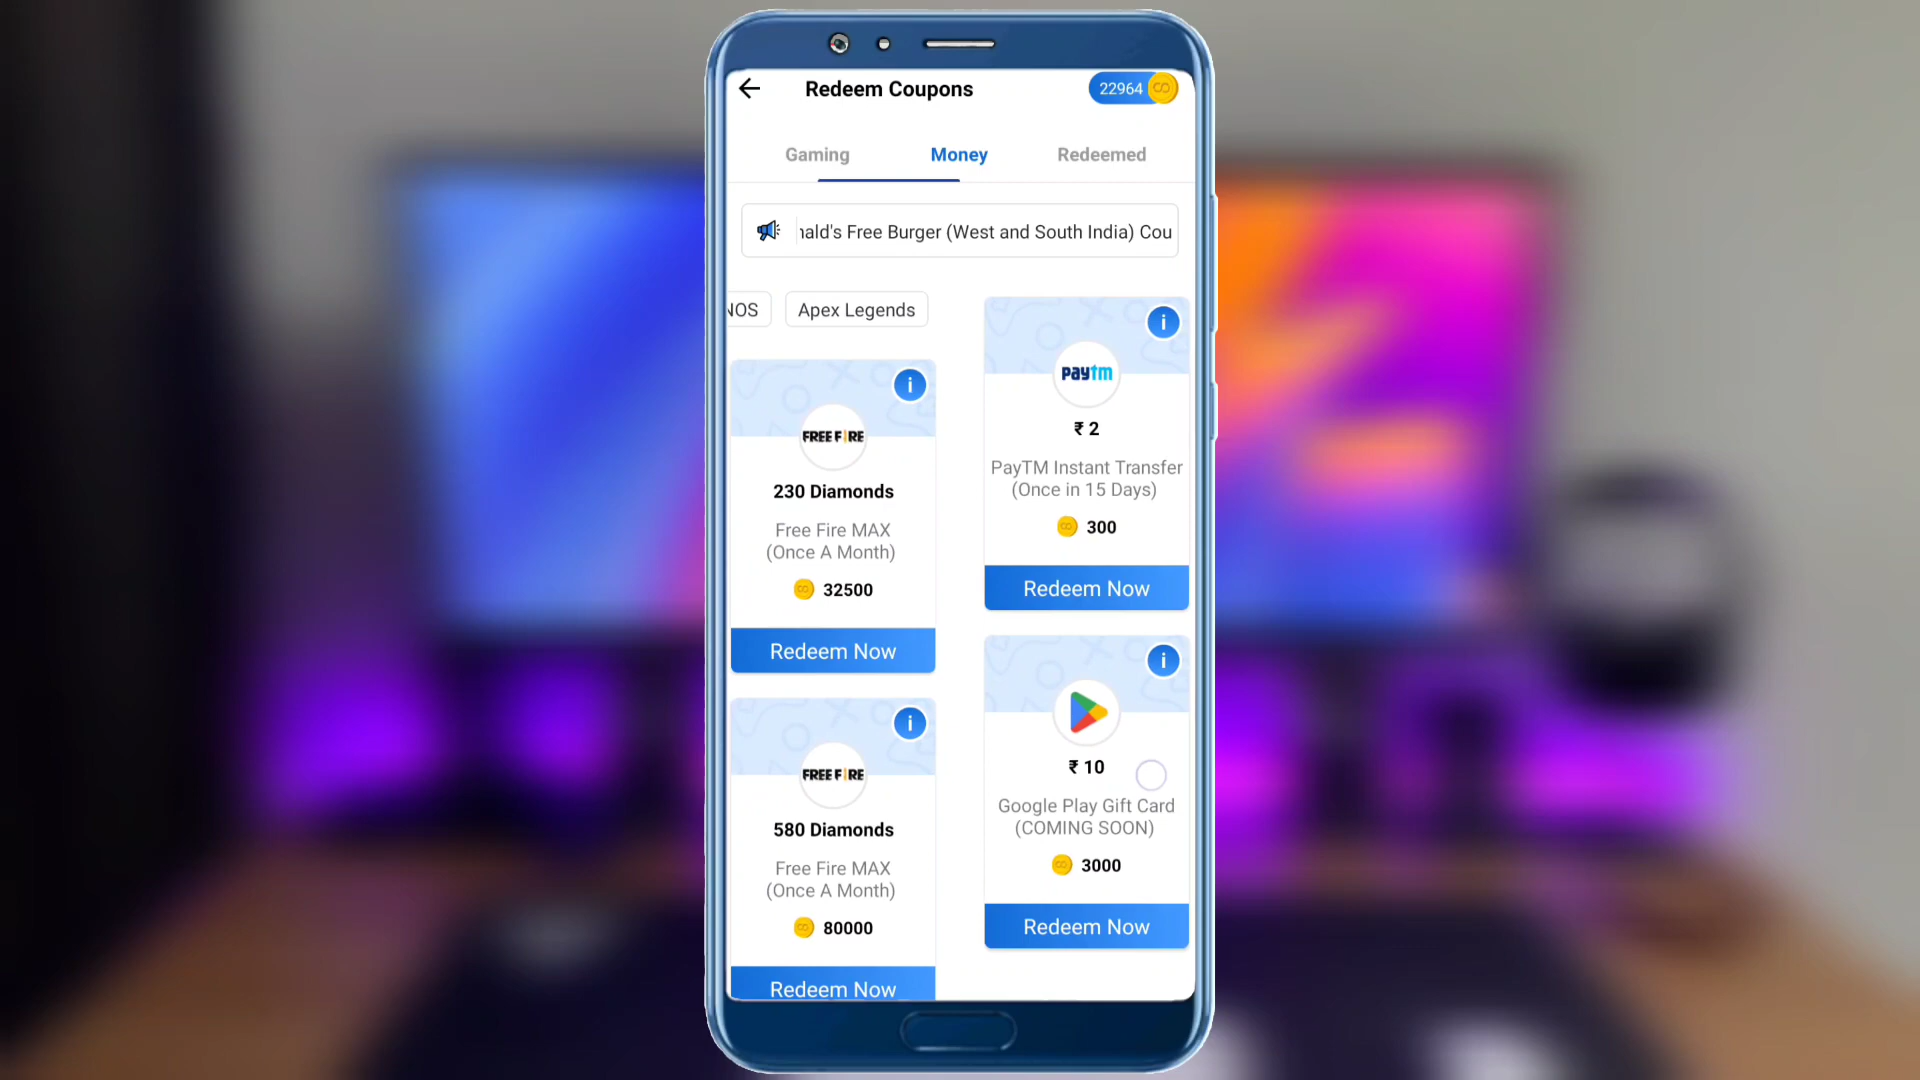 Redeem Coupons
22964
Gaming
Money
Redeemed
Free Burger (West and South India)
Apex Legends
FREE FIRE
230 Diamonds
Free Fire MAX
(Once A Month)
32500
Redeem Now
FREE FIRE
580 Diamonds
Free Fire MAX
(Once A Month)
80000
Redeem Now
paytm
₹ 2
PayTM Instant Transfer
(Once in 15 Days)
300
Redeem Now
₹ 10
Google Play Gift Card
(COMING SOON)
3000
Redeem Now